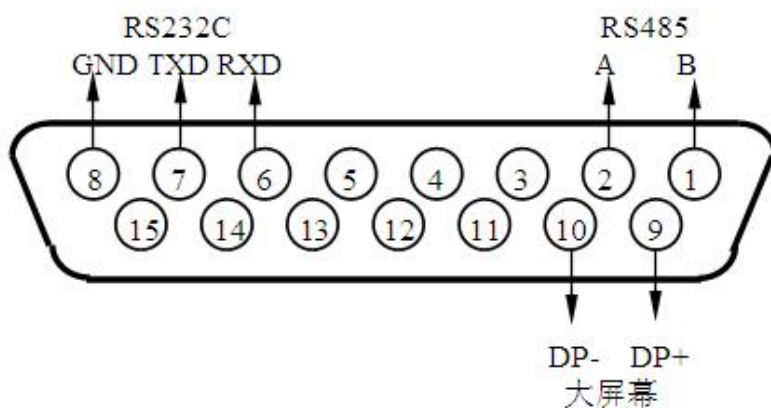 RS232C RS485
GND TXD RXD A B
8 7 6 5 4 3 2 1
15 14 13 12 11 10 9
DP- DP+
大屏幕